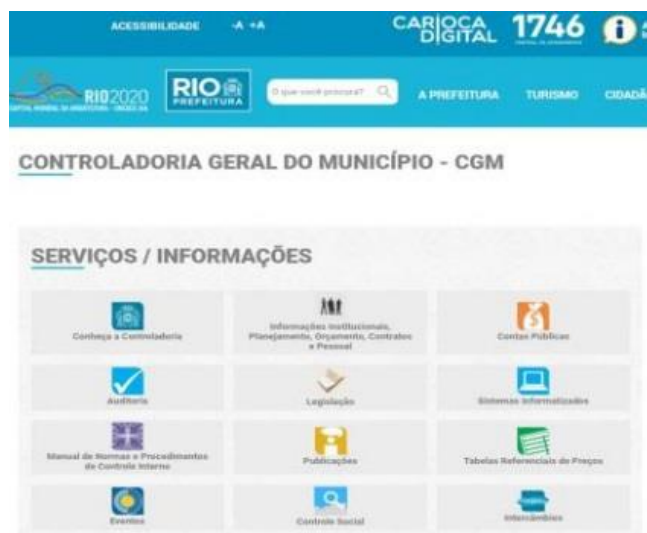 ACESSIBILIDADE -A +A CARIOCA DIGITAL 1746
RIO2020 RIO PREFEITURA O que você procura? A PREFEITURA TURISMO CIDADÃ
CONTROLADORIA GERAL DO MUNICÍPIO - CGM
SERVIÇOS / INFORMAÇÕES
Conheça a Controladoria
Informações Institucionais,
Planejamento, Orçamento, Contratos
e Pessoal
Contas Públicas
Auditoria
Legislação
Sistemas Informatizados
Manual de Normas e Procedimentos
de Controle Interno
Publicações
Tabelas Referenciais de Preços
Eventos
Controle Social
Intercâmbios